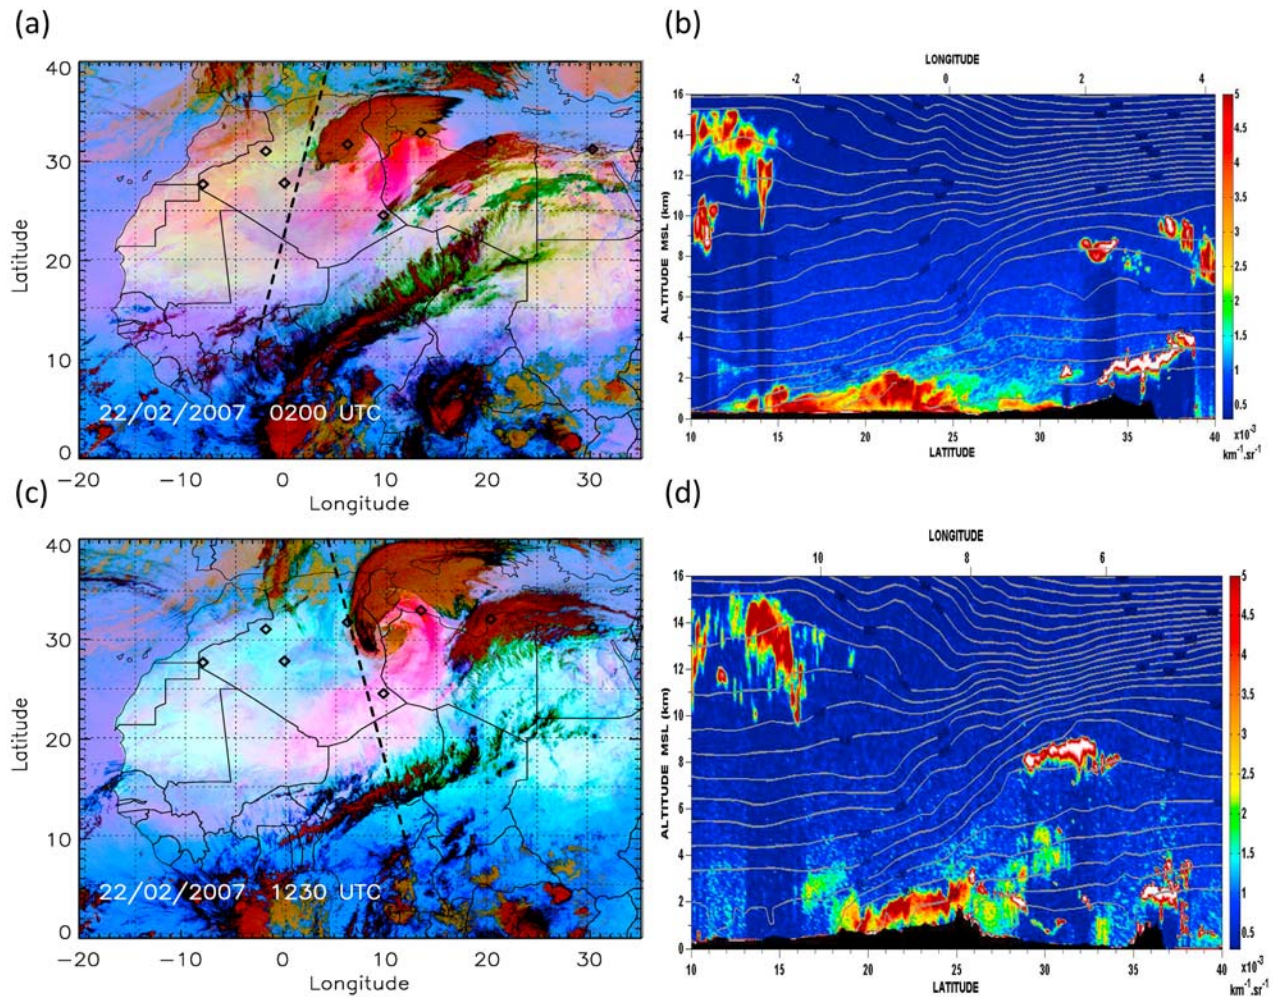 (a)
40
30
20
10
0
Latitude
22/02/2007 0200 UTC
-20 -10 0 10 20 30
Longitude
(b)
LONGITUDE
-2 0 2 4
16
14
12
10
8
6
4
2
0
ALTITUDE MSL (km)
10 15 20 25 30 35 40
LATITUDE
5
4.5
4
3.5
3
2.5
2
1.5
1
0.5
x10⁻³
km⁻¹.sr⁻¹
(c)
40
30
20
10
0
Latitude
22/02/2007 1230 UTC
-20 -10 0 10 20 30
Longitude
(d)
LONGITUDE
10 8 6
16
14
12
10
8
6
4
2
0
ALTITUDE MSL (km)
10 15 20 25 30 35 40
LATITUDE
5
4.5
4
3.5
3
2.5
2
1.5
1
0.5
x10⁻³
km⁻¹.sr⁻¹